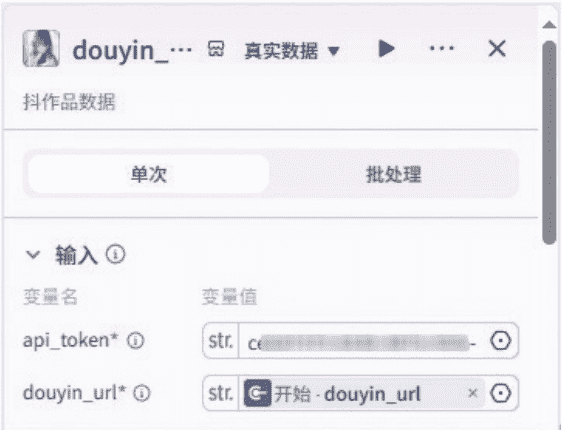 douyin_··· 真实数据
抖作品数据
单次 批处理
输入
变量名 变量值
api_token* str. ce
douyin_url* str. 开始 · douyin_url ×